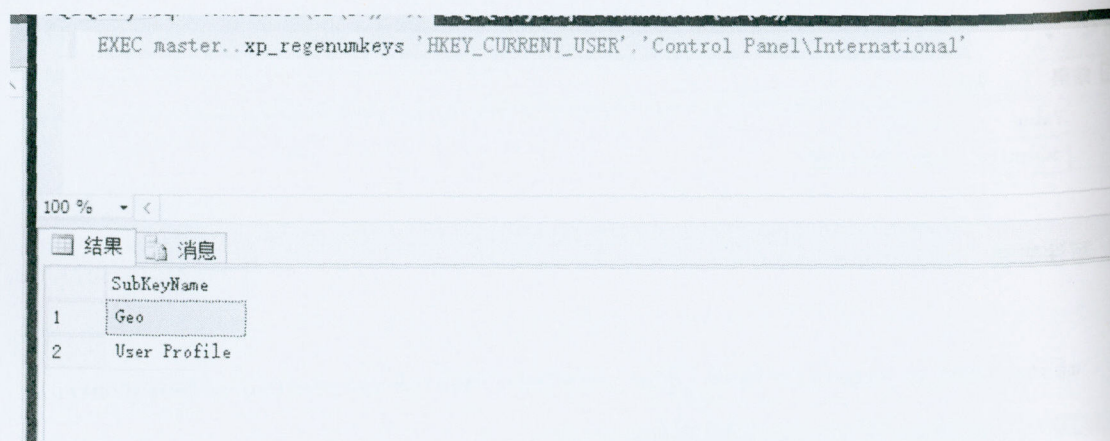 EXEC master..xp_regenumkeys 'HKEY_CURRENT_USER','Control Panel\International'
100 %
结果 消息
SubKeyName
1 Geo
2 User Profile